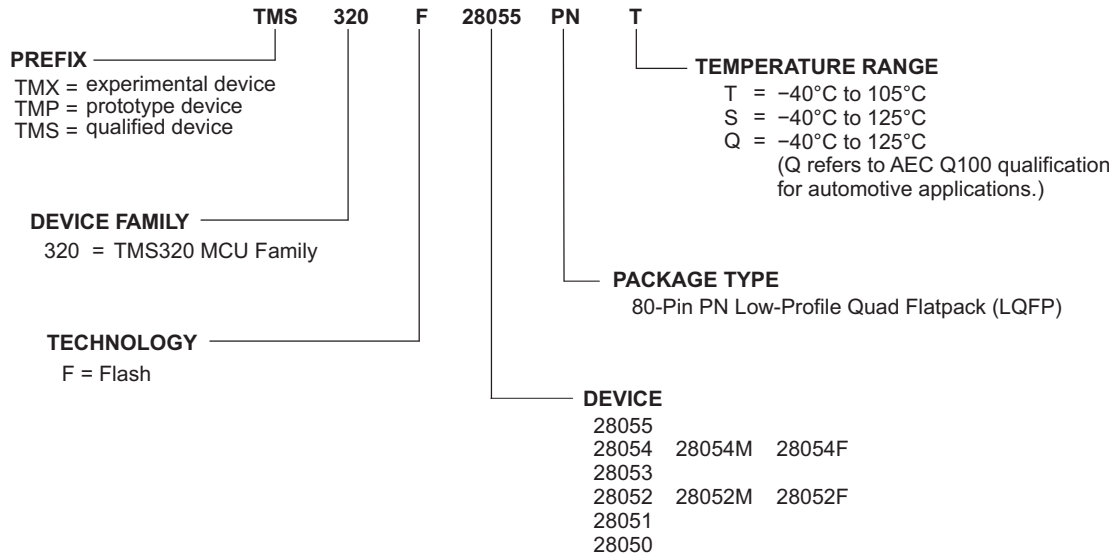 TMS 320 F 28055 PN T
PREFIX
TMX = experimental device
TMP = prototype device
TMS = qualified device
DEVICE FAMILY
320 = TMS320 MCU Family
TECHNOLOGY
F = Flash
TEMPERATURE RANGE
T = −40°C to 105°C
S = −40°C to 125°C
Q = −40°C to 125°C
(Q refers to AEC Q100 qualification
for automotive applications.)
PACKAGE TYPE
80-Pin PN Low-Profile Quad Flatpack (LQFP)
DEVICE
28055
28054 28054M 28054F
28053
28052 28052M 28052F
28051
28050